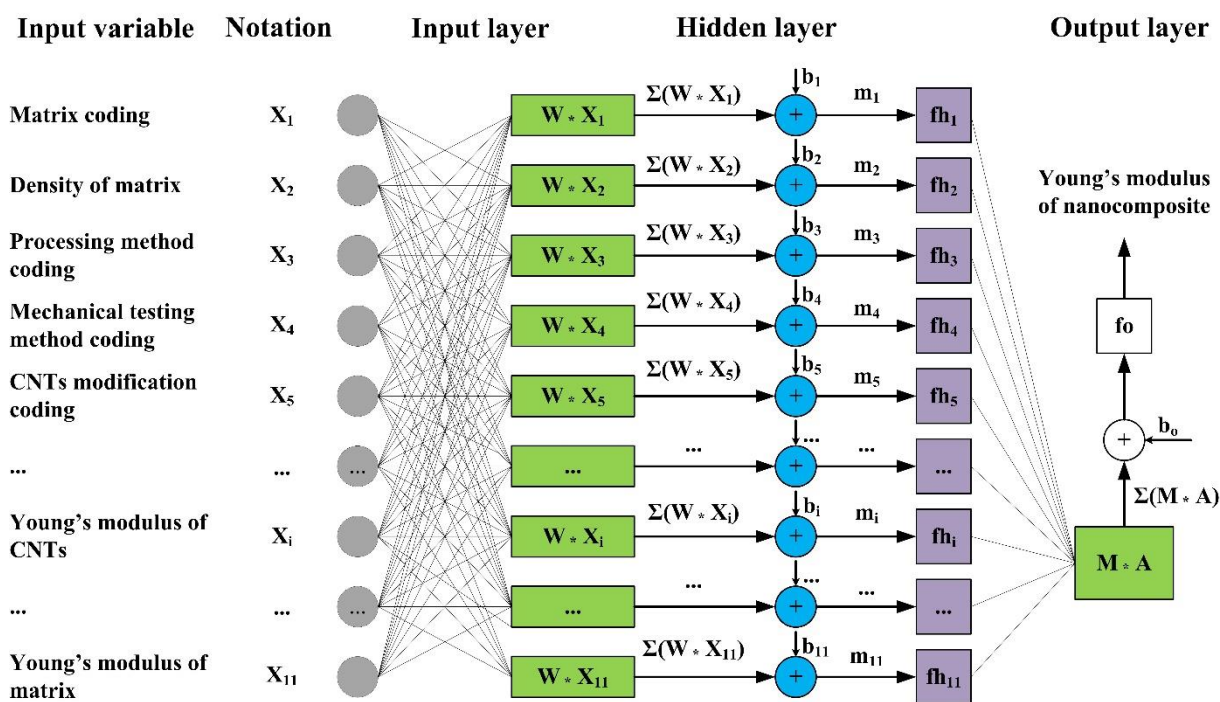 Input variable Notation Input layer Hidden layer Output layer
Matrix coding X₁ W * X₁ Σ(W * X₁) b₁ + m₁ fh₁
Density of matrix X₂ W * X₂ Σ(W * X₂) b₂ + m₂ fh₂
Processing method
coding
X₃ W * X₃ Σ(W * X₃) b₃ + m₃ fh₃
Mechanical testing
method coding
X₄ W * X₄ Σ(W * X₄) b₄ + m₄ fh₄
CNTs modification
coding
X₅ W * X₅ Σ(W * X₅) b₅ + m₅ fh₅
... ... ... ... ... ... + ... ...
Young’s modulus of
CNTs
Xᵢ W * Xᵢ Σ(W * Xᵢ) bᵢ + mᵢ fhᵢ
... ... ... ... ... ... + ... ...
Young’s modulus of
matrix
X₁₁ W * X₁₁ Σ(W * X₁₁) b₁₁ + m₁₁ fh₁₁
Young’s modulus
of nanocomposite
fo
+ bₒ
Σ(M * A)
M * A